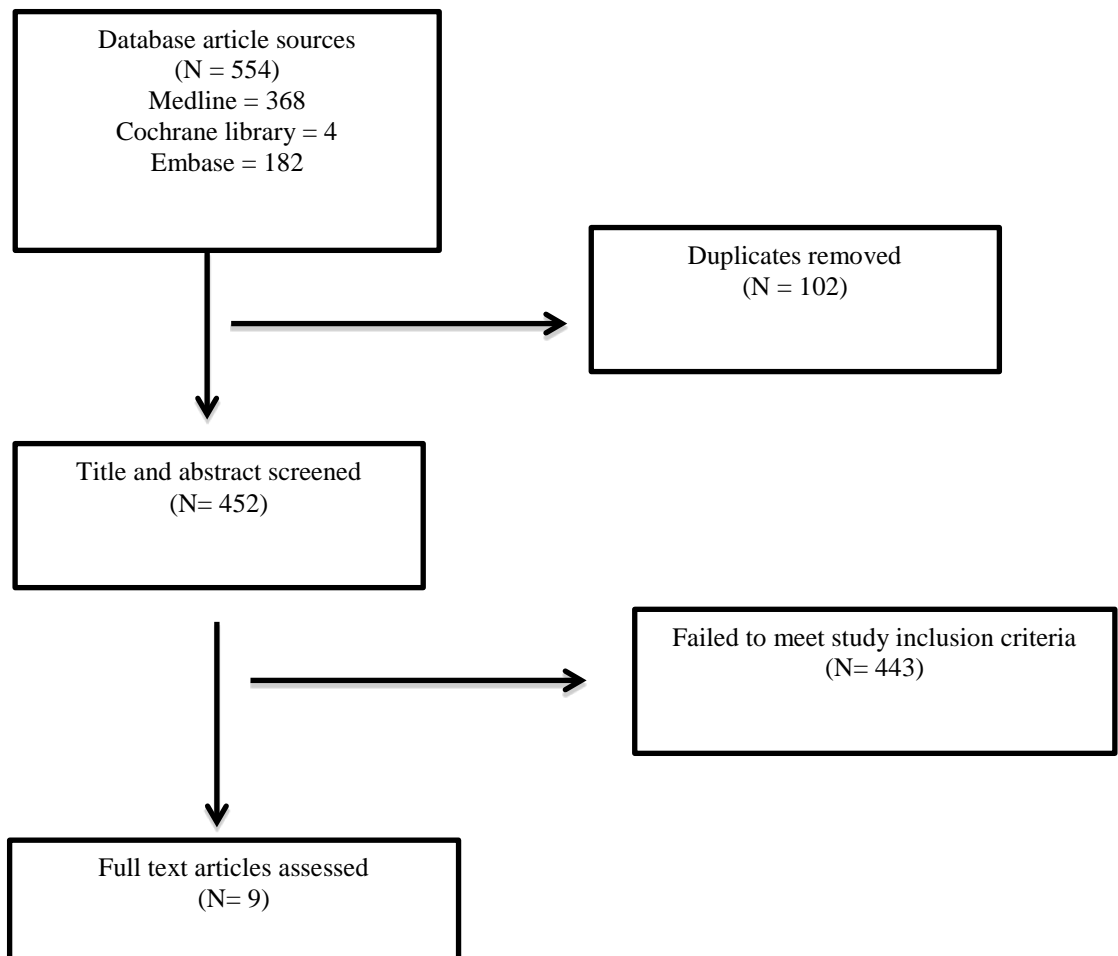 Database article sources
(N = 554)
Medline = 368
Cochrane library = 4
Embase = 182
Duplicates removed
(N = 102)
Title and abstract screened
(N= 452)
Failed to meet study inclusion criteria
(N= 443)
Full text articles assessed
(N= 9)